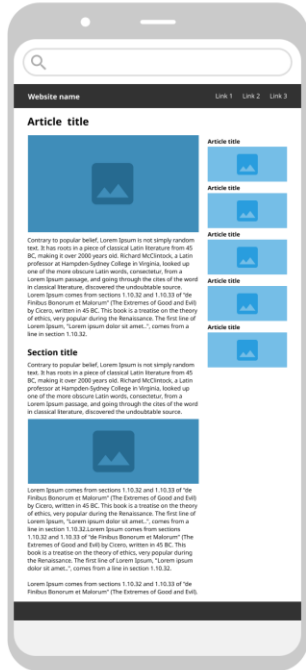 Website name
Link 1
Link 2
Link 3
Article title
Contrary to popular belief, Lorem Ipsum is not simply random
text. It has roots in a piece of classical Latin literature from 45
BC, making it over 2000 years old. Richard McClintock, a Latin
professor at Hampden-Sydney College in Virginia, looked up
one of the more obscure Latin words, consectetur, from a
Lorem Ipsum passage, and going through the cites of the word
in classical literature, discovered the undoubtable source.
Lorem Ipsum comes from sections 1.10.32 and 1.10.33 of "de
Finibus Bonorum et Malorum" (The Extremes of Good and Evil)
by Cicero, written in 45 BC. This book is a treatise on the theory
of ethics, very popular during the Renaissance. The first line of
Lorem Ipsum, "Lorem ipsum dolor sit amet..", comes from a
line in section 1.10.32.
Section title
Contrary to popular belief, Lorem Ipsum is not simply random
text. It has roots in a piece of classical Latin literature from 45
BC, making it over 2000 years old. Richard McClintock, a Latin
professor at Hampden-Sydney College in Virginia, looked up
one of the more obscure Latin words, consectetur, from a
Lorem Ipsum passage, and going through the cites of the word
in classical literature, discovered the undoubtable source.
Lorem Ipsum comes from sections 1.10.32 and 1.10.33 of "de
Finibus Bonorum et Malorum" (The Extremes of Good and Evil)
by Cicero, written in 45 BC. This book is a treatise on the theory
of ethics, very popular during the Renaissance. The first line of
Lorem Ipsum, "Lorem ipsum dolor sit amet..", comes from a
line in section 1.10.32.Lorem Ipsum comes from sections
1.10.32 and 1.10.33 of "de Finibus Bonorum et Malorum" (The
Extremes of Good and Evil) by Cicero, written in 45 BC. This
book is a treatise on the theory of ethics, very popular during
the Renaissance. The first line of Lorem Ipsum, "Lorem ipsum
dolor sit amet..", comes from a line in section 1.10.32.
Lorem Ipsum comes from sections 1.10.32 and 1.10.33 of "de
Finibus Bonorum et Malorum" (The Extremes of Good and Evil).
Article title
Article title
Article title
Article title
Article title